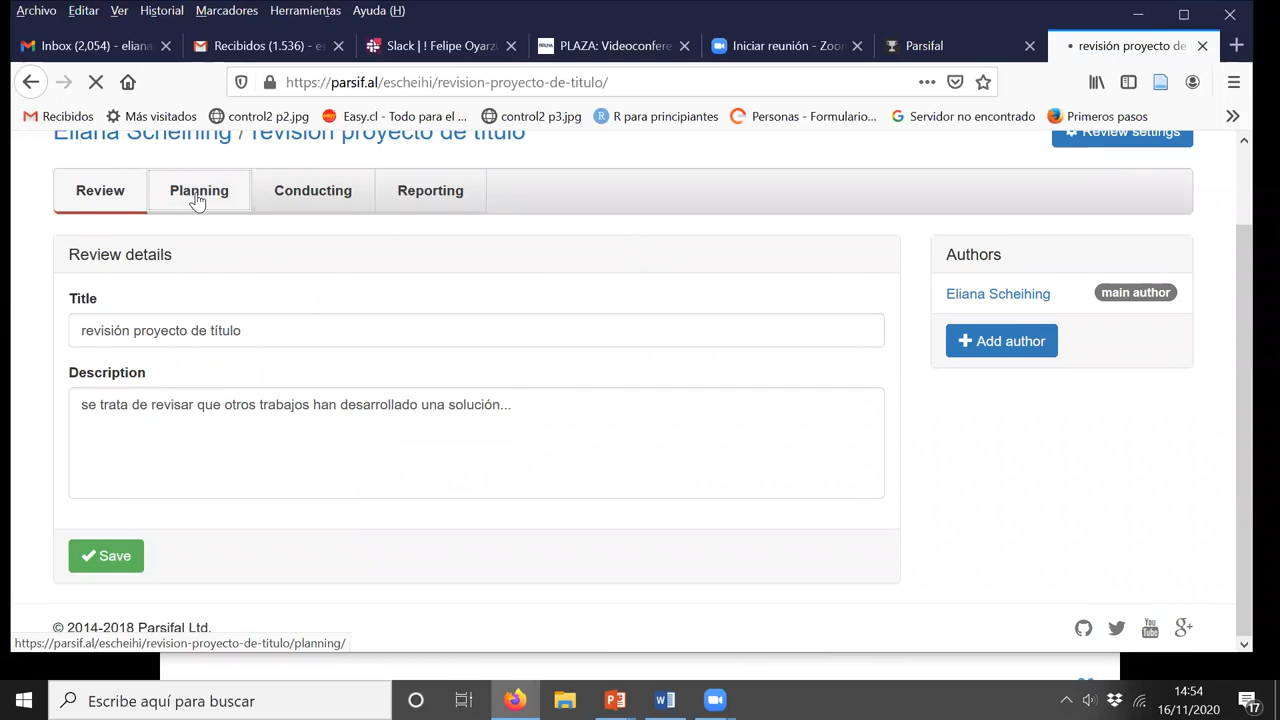 Archivo Editar Ver Historial Marcadores Herramientas Ayuda (H)
Inbox (2,054) - eliana Recibidos (1.536) - es Slack | ! Felipe Oyarz PLAZA: Videoconfere Iniciar reunión - Zoo Parsifal revisión proyecto de
https://parsif.al/escheihi/revision-proyecto-de-titulo/
Recibidos Más visitados control2 p2.jpg Easy.cl - Todo para el ... control2 p3.jpg R para principiantes Personas - Formulario... Servidor no encontrado Primeros pasos
Eliana Scheihing / revisión proyecto de título Review settings
Review Planning Conducting Reporting
Review details
Title
revisión proyecto de título
Description
se trata de revisar que otros trabajos han desarrollado una solución...
Save
Authors
Eliana Scheihing main author
Add author
© 2014-2018 Parsifal Ltd.
https://parsif.al/escheihi/revision-proyecto-de-titulo/planning/
Escribe aquí para buscar
14:54
16/11/2020
17